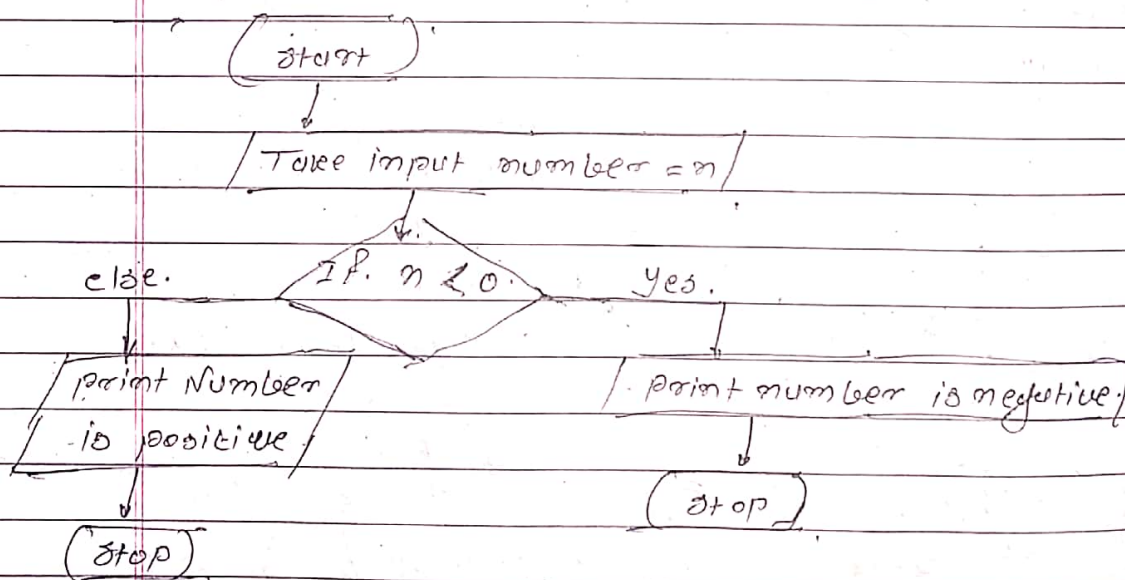 Start
Take input number = n
If. n < 0.
else.
Yes.
print Number
is positive
print number is negative.
Stop
Stop